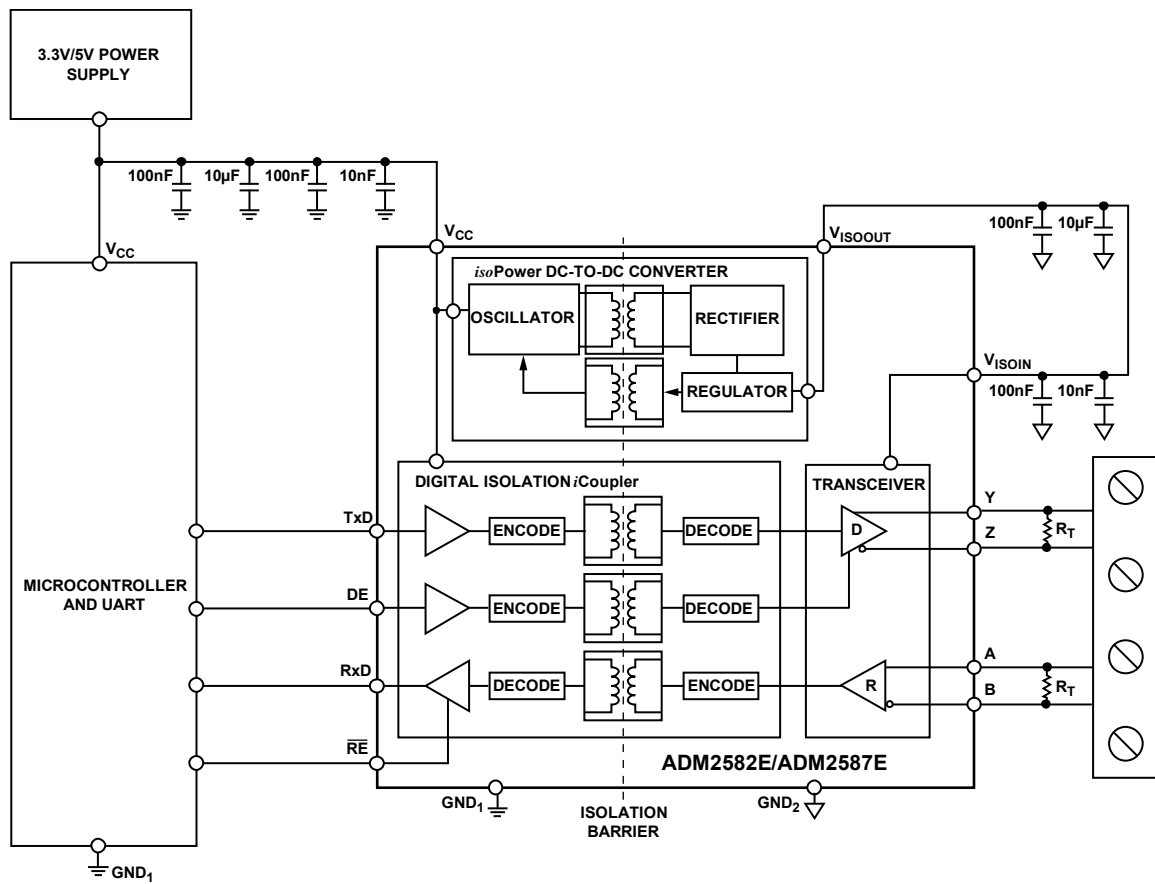 3.3V/5V POWER
SUPPLY
100nF
10µF
100nF
10nF
VCC
VCC
VISOOUT
100nF
10µF
isoPower DC-TO-DC CONVERTER
OSCILLATOR
RECTIFIER
REGULATOR
VISOIN
100nF
10nF
DIGITAL ISOLATION iCoupler
TRANSCEIVER
TxD
ENCODE
DECODE
D
Y
Z
RT
MICROCONTROLLER
AND UART
DE
ENCODE
DECODE
RxD
DECODE
ENCODE
R
A
B
RT
RE
ADM2582E/ADM2587E
GND1
ISOLATION
BARRIER
GND2
GND1